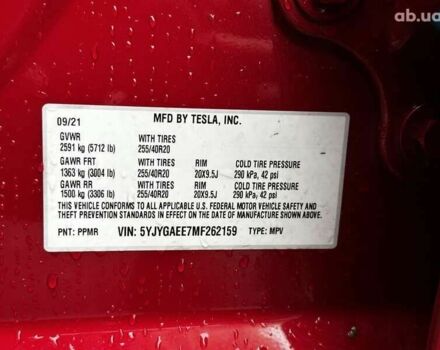 ab.ua
09/21 MFD BY TESLA, INC.
GVWR WITH TIRES
2591 kg (5712 lb) 255/40R20
GAWR FRT WITH TIRES RIM COLD TIRE PRESSURE
1363 kg (3004 lb) 255/40R20 20X9.5J 290 kPa, 42 psi
GAWR RR WITH TIRES RIM COLD TIRE PRESSURE
1500 kg (3306 lb) 255/40R20 20X9.5J 290 kPa, 42 psi
THIS VEHICLE CONFORMS TO ALL APPLICABLE U.S. FEDERAL MOTOR VEHICLE SAFETY AND
THEFT PREVENTION STANDARDS IN EFFECT ON THE DATE OF MANUFACTURE SHOWN ABOVE.
PNT: PPMR VIN: 5YJYGAEE7MF262159 TYPE: MPV